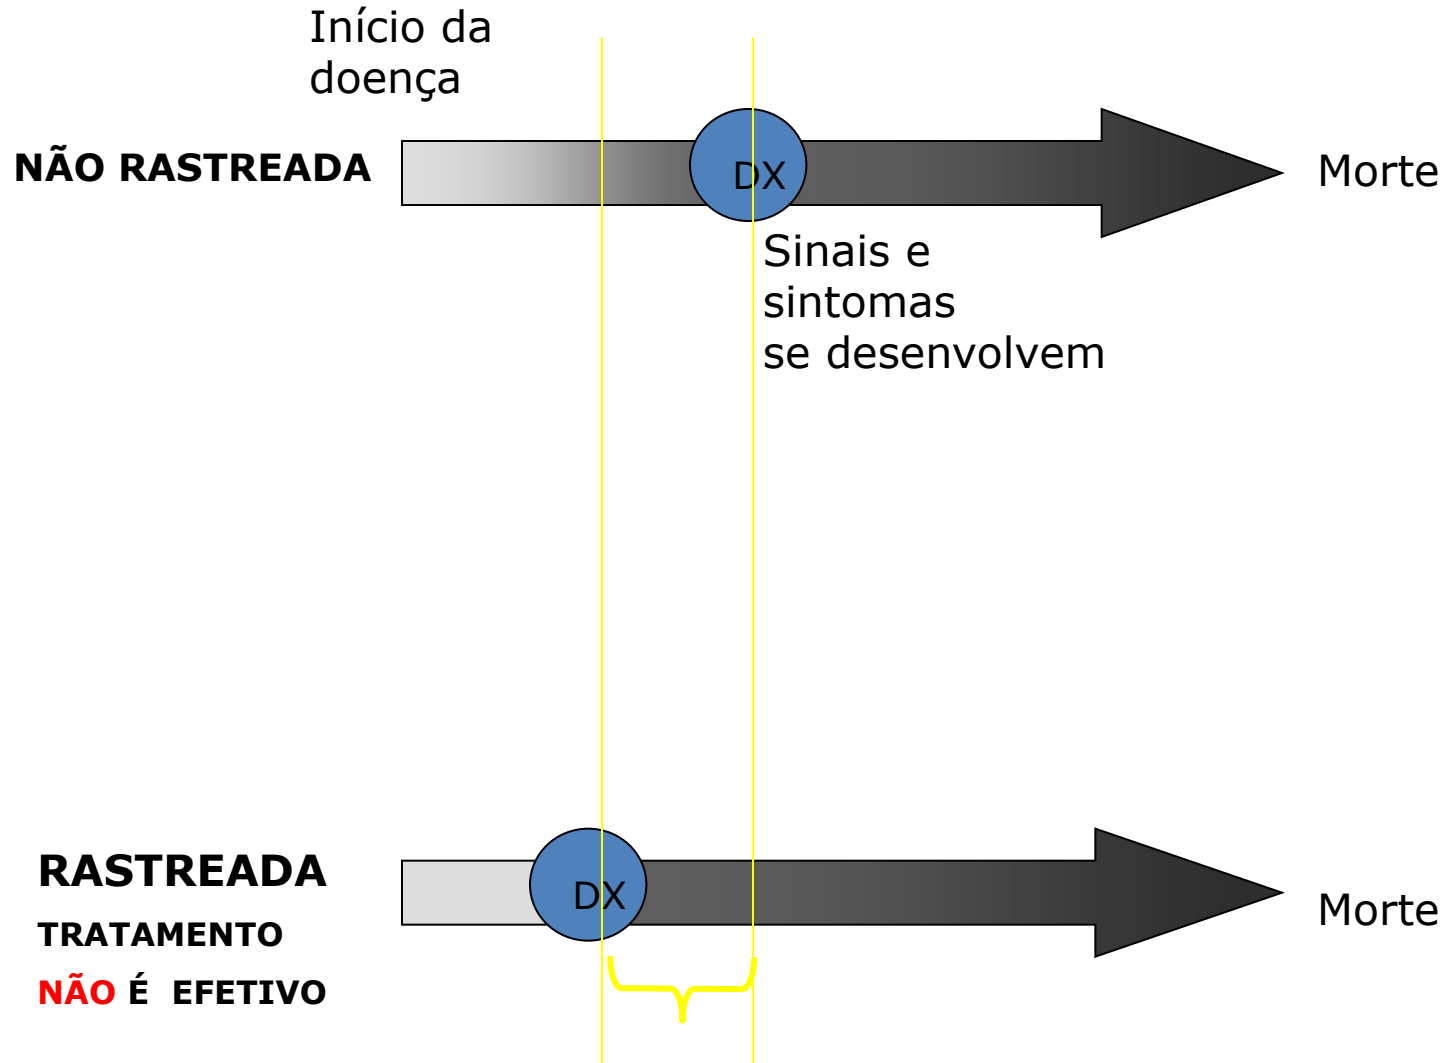 Início da
doença
NÃO RASTREADA
DX
Morte
Sinais e
sintomas
se desenvolvem
RASTREADA
TRATAMENTO
NÃO É EFETIVO
DX
Morte